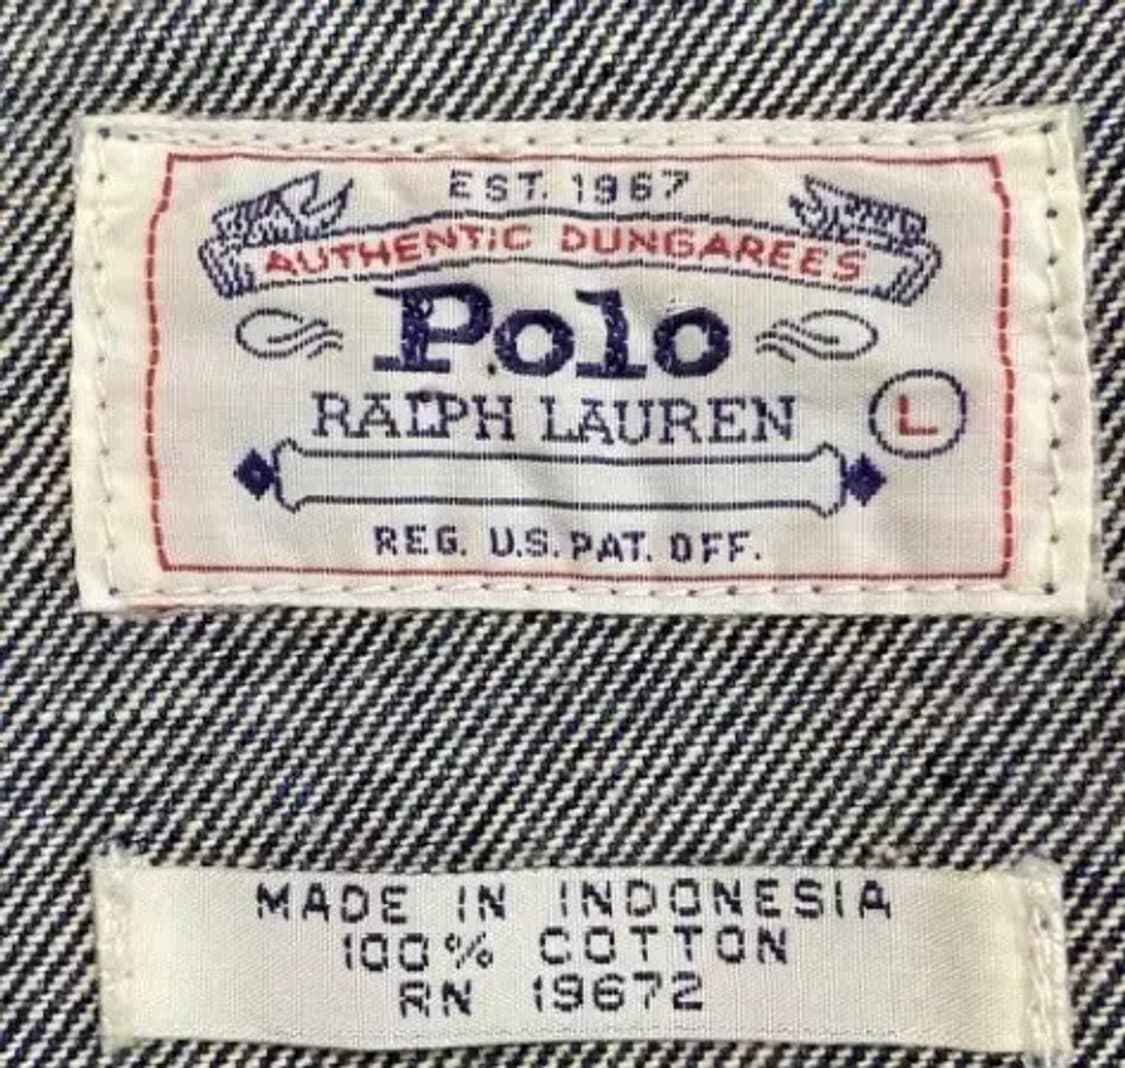 EST. 1967
AUTHENTIC DUNGAREES
Polo
RALPH LAUREN
L
REG. U.S. PAT. OFF.
MADE IN INDONESIA
100% COTTON
RN 19672